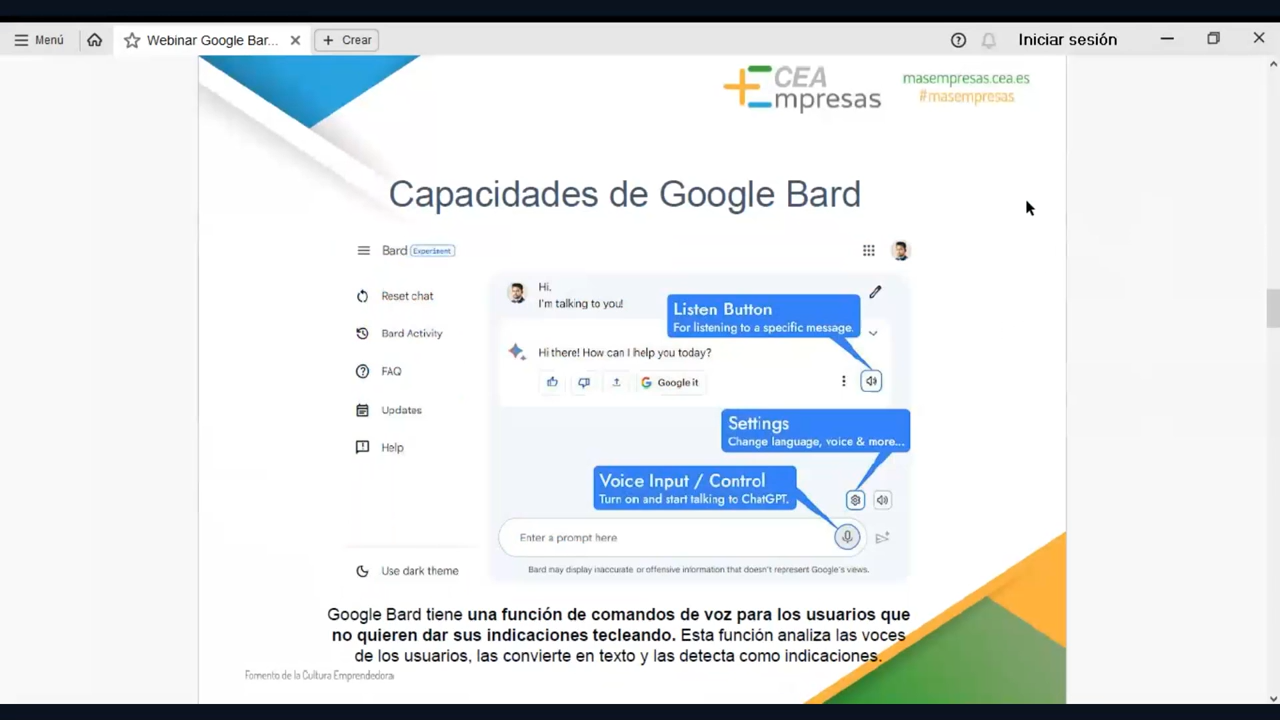 Menú
Webinar Google Bar...
Crear
Iniciar sesión
CEA
Empresas
masempresas.cea.es
#masempresas
Capacidades de Google Bard
Bard Experiment
Reset chat
Bard Activity
FAQ
Updates
Help
Use dark theme
Hi.
I'm talking to you!
Listen Button
For listening to a specific message.
Hi there! How can I help you today?
Google it
Settings
Change language, voice & more...
Voice Input / Control
Turn on and start talking to ChatGPT.
Enter a prompt here
Bard may display inaccurate or offensive information that doesn't represent Google's views.
Google Bard tiene una función de comandos de voz para los usuarios que
no quieren dar sus indicaciones tecleando. Esta función analiza las voces
de los usuarios, las convierte en texto y las detecta como indicaciones.
Fomento de la Cultura Emprendedora